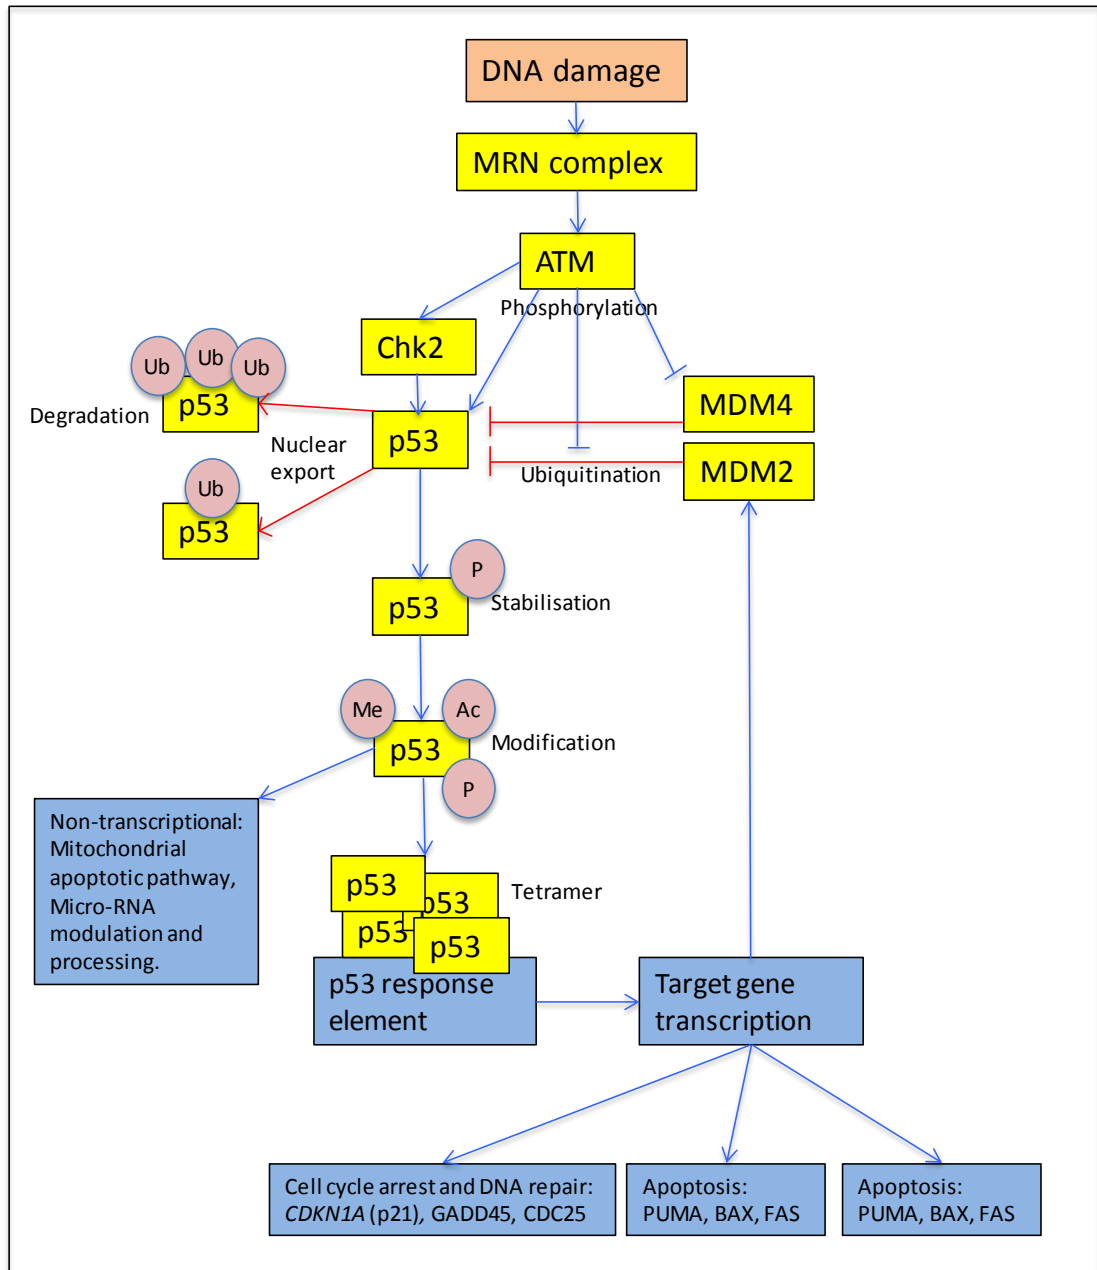 DNA damage
MRN complex
ATM
Phosphorylation
Chk2
Ub
Ub
Ub
p53
Degradation
MDM4
p53
Nuclear
export
Ubiquitination
MDM2
Ub
p53
P
p53
Stabilisation
Me
Ac
p53
Modification
P
Non-transcriptional:
Mitochondrial
apoptotic pathway,
Micro-RNA
modulation and
processing.
p53
p53
Tetramer
p53
p53
p53 response
element
Target gene
transcription
Cell cycle arrest and DNA repair:
CDKN1A (p21), GADD45, CDC25
Apoptosis:
PUMA, BAX, FAS
Apoptosis:
PUMA, BAX, FAS